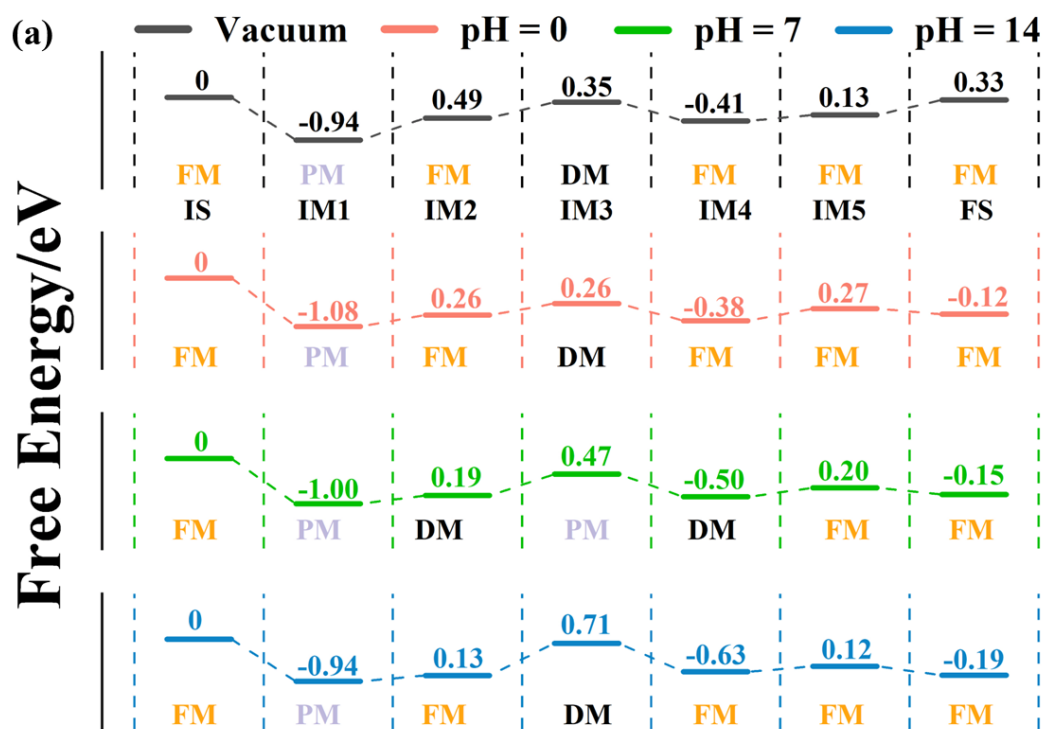 (a) Vacuum pH = 0 pH = 7 pH = 14
Free Energy/eV
0 -0.94 0.49 0.35 -0.41 0.13 0.33
FM PM FM DM FM FM FM
IS IM1 IM2 IM3 IM4 IM5 FS
0 -1.08 0.26 0.26 -0.38 0.27 -0.12
FM PM FM DM FM FM FM
0 -1.00 0.19 0.47 -0.50 0.20 -0.15
FM PM DM PM DM FM FM
0 -0.94 0.13 0.71 -0.63 0.12 -0.19
FM PM FM DM FM FM FM